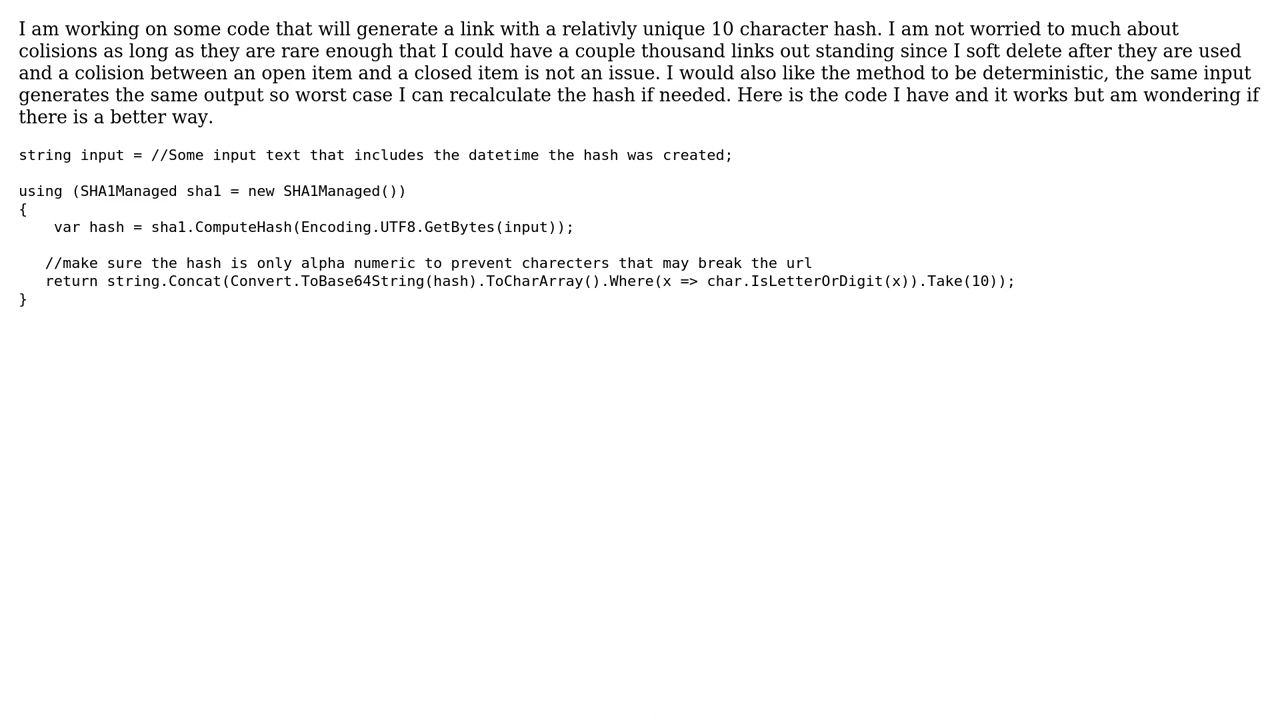 I am working on some code that will generate a link with a relativly unique 10 character hash. I am not worried to much about
colisions as long as they are rare enough that I could have a couple thousand links out standing since I soft delete after they are used
and a colision between an open item and a closed item is not an issue. I would also like the method to be deterministic, the same input
generates the same output so worst case I can recalculate the hash if needed. Here is the code I have and it works but am wondering if
there is a better way.
string input = //Some input text that includes the datetime the hash was created;
using (SHA1Managed sha1 = new SHA1Managed())
{
    var hash = sha1.ComputeHash(Encoding.UTF8.GetBytes(input));
   //make sure the hash is only alpha numeric to prevent charecters that may break the url
   return string.Concat(Convert.ToBase64String(hash).ToCharArray().Where(x => char.IsLetterOrDigit(x)).Take(10));
}